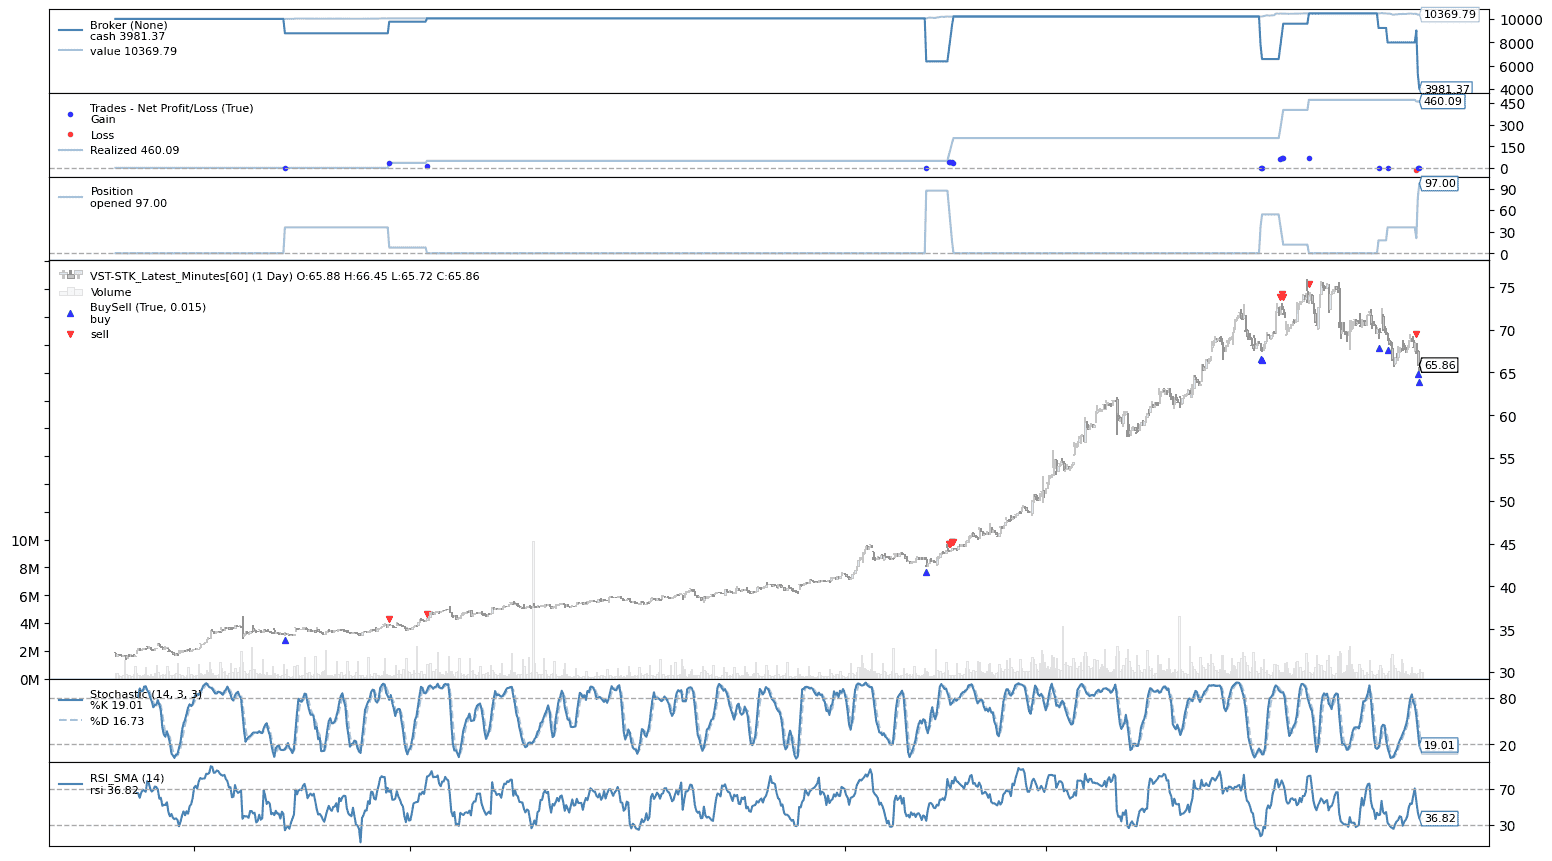 Broker (None)
cash 3981.37
value 10369.79
10369.79
10000
8000
6000
4000
3981.37
Trades - Net Profit/Loss (True)
Gain
Loss
Realized 460.09
460.09
450
300
150
0
Position
opened 97.00
97.00
90
60
30
0
VST-STK_Latest_Minutes[60] (1 Day) O:65.88 H:66.45 L:65.72 C:65.86
Volume
BuySell (True, 0.015)
buy
sell
75
70
65.86
65
60
55
50
45
40
35
30
10M
8M
6M
4M
2M
0M
Stochastic (14, 3, 3)
%K 19.01
%D 16.73
80
20
19.01
RSI_SMA (14)
rsi 36.82
70
30
36.82